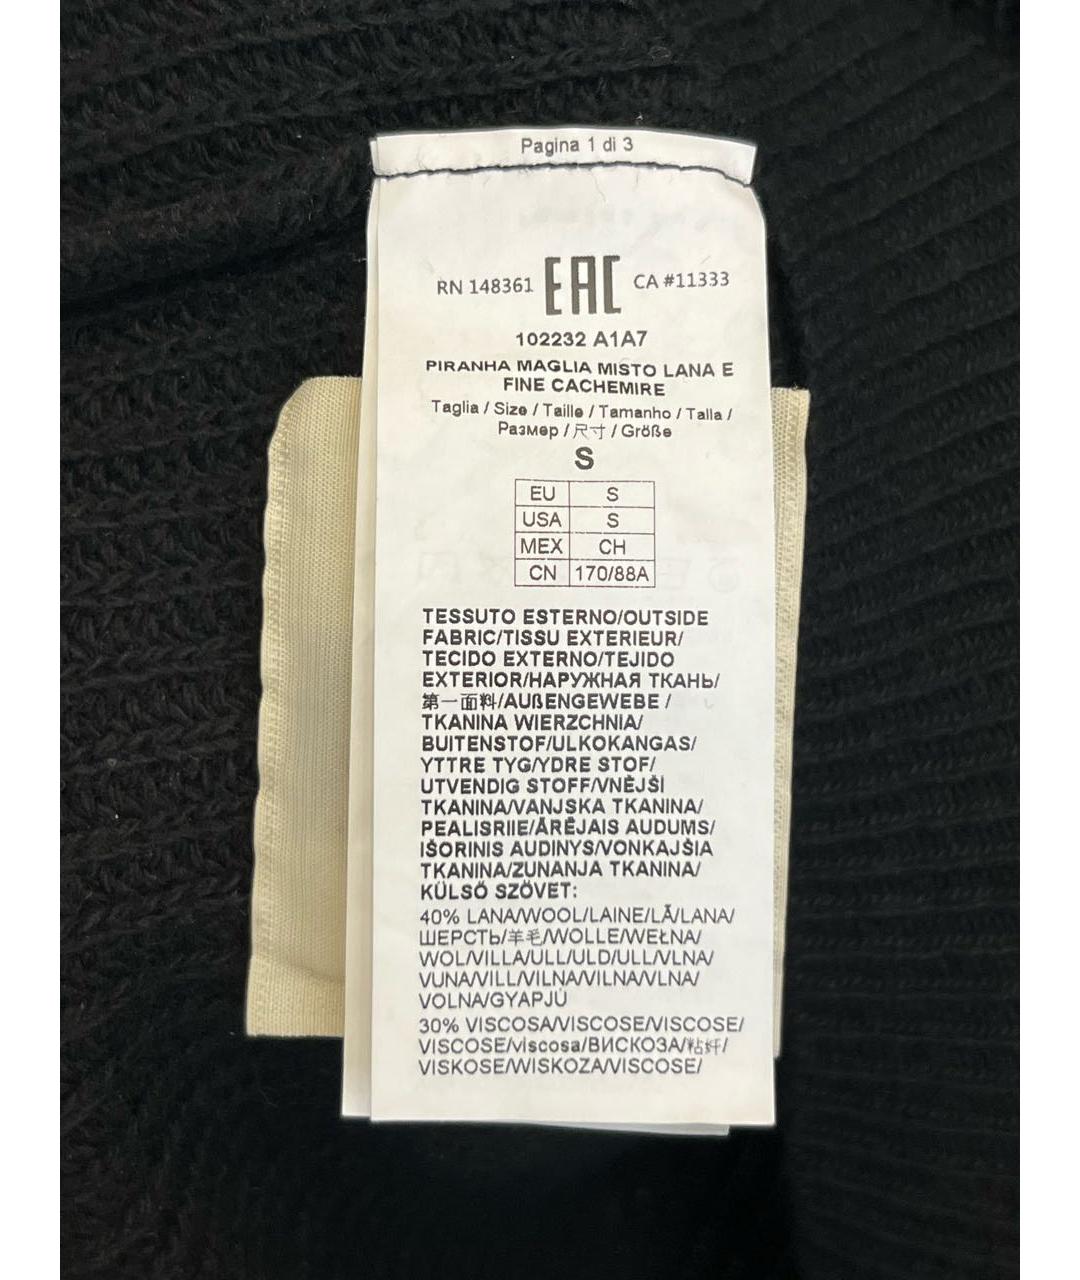 Pagina 1 di 3
RN 148361 EAC CA #11333
102232 A1A7
PIRANHA MAGLIA MISTO LANA E
FINE CACHEMIRE
Taglia / Size / Taille / Tamanho / Talla /
Размер / 尺寸 / Größe
S
EU S
USA S
MEX CH
CN 170/88A
TESSUTO ESTERNO/OUTSIDE
FABRIC/TISSU EXTERIEUR/
TECIDO EXTERNO/TEJIDO
EXTERIOR/НАРУЖНАЯ ТКАНЬ/
第一面料/AUßENGEWEBE /
TKANINA WIERZCHNIA/
BUITENSTOF/ULKOKANGAS/
YTTRE TYG/YDRE STOF/
UTVENDIG STOFF/VNĚJŠÍ
TKANINA/VANJSKA TKANINA/
PEALISRIIE/ĀRĒJAIS AUDUMS/
IŠORINIS AUDINYS/VONKAJŠIA
TKANINA/ZUNANJA TKANINA/
KÜLSŐ SZÖVET:
40% LANA/WOOL/LAINE/LÃ/LANA/
ШЕРСТЬ/羊毛/WOLLE/WEŁNA/
WOL/VILLA/ULL/ULD/ULL/VLNA/
VUNA/VILL/VILNA/VILNA/VLNA/
VOLNA/GYAPJÚ
30% VISCOSA/VISCOSE/VISCOSE/
VISCOSE/viscosa/ВИСКОЗА/粘纤/
VISKOSE/WISKOZA/VISCOSE/